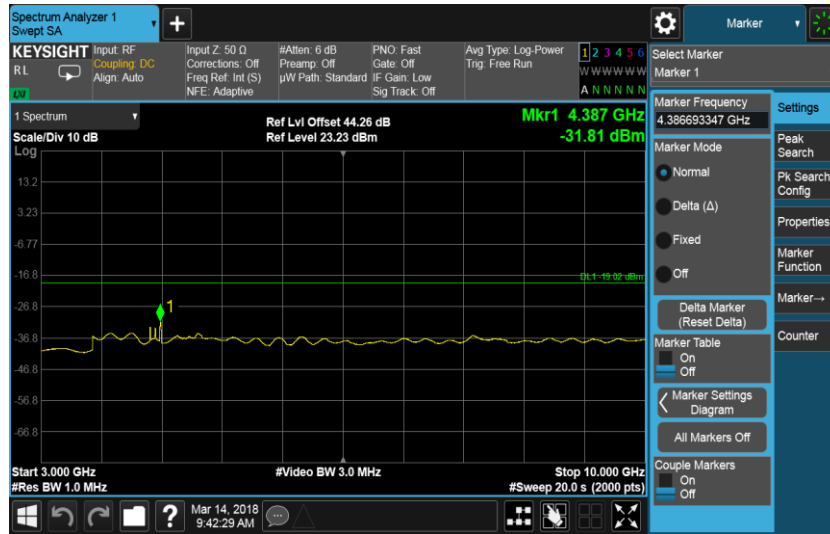 Spectrum Analyzer 1
Swept SA
+
Marker
KEYSIGHT
RL
LXI
Input: RF
Coupling: DC
Align: Auto
Input Z: 50 Ω
Corrections: Off
Freq Ref: Int (S)
NFE: Adaptive
#Atten: 6 dB
Preamp: Off
µW Path: Standard
PNO: Fast
Gate: Off
IF Gain: Low
Sig Track: Off
Avg Type: Log-Power
Trig: Free Run
1 2 3 4 5 6
W W W W W W
A N N N N N
Select Marker
Marker 1
1 Spectrum
Scale/Div 10 dB
Log
Ref Lvl Offset 44.26 dB
Ref Level 23.23 dBm
Mkr1 4.387 GHz
-31.81 dBm
13.2
3.23
-6.77
-16.8
-26.8
-36.8
-46.8
-56.8
-66.8
DL1 -19.02 dBm
1
Start 3.000 GHz
#Res BW 1.0 MHz
#Video BW 3.0 MHz
Stop 10.000 GHz
#Sweep 20.0 s (2000 pts)
Marker Frequency
4.386693347 GHz
Marker Mode
Normal
Delta (Δ)
Fixed
Off
Delta Marker
(Reset Delta)
Marker Table
On
Off
Marker Settings
Diagram
All Markers Off
Couple Markers
On
Off
Settings
Peak
Search
Pk Search
Config
Properties
Marker
Function
Marker→
Counter
?
Mar 14, 2018
9:42:29 AM